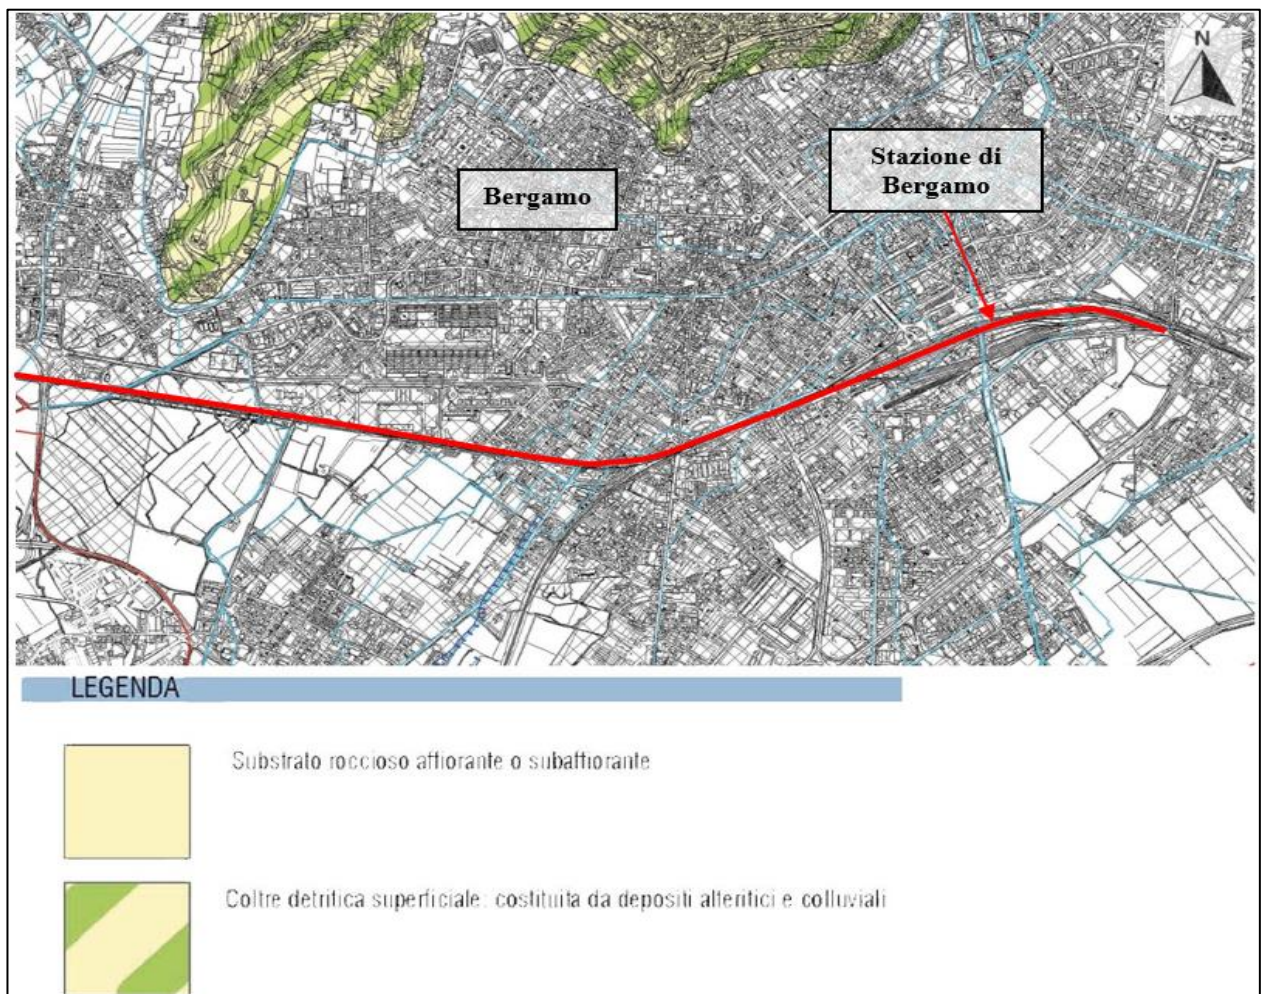 N
Stazione di
Bergamo
Bergamo
LEGENDA
Substrato roccioso affiorante o subaffiorante
Coltre detritica superficiale: costituita da depositi alteritici e colluviali